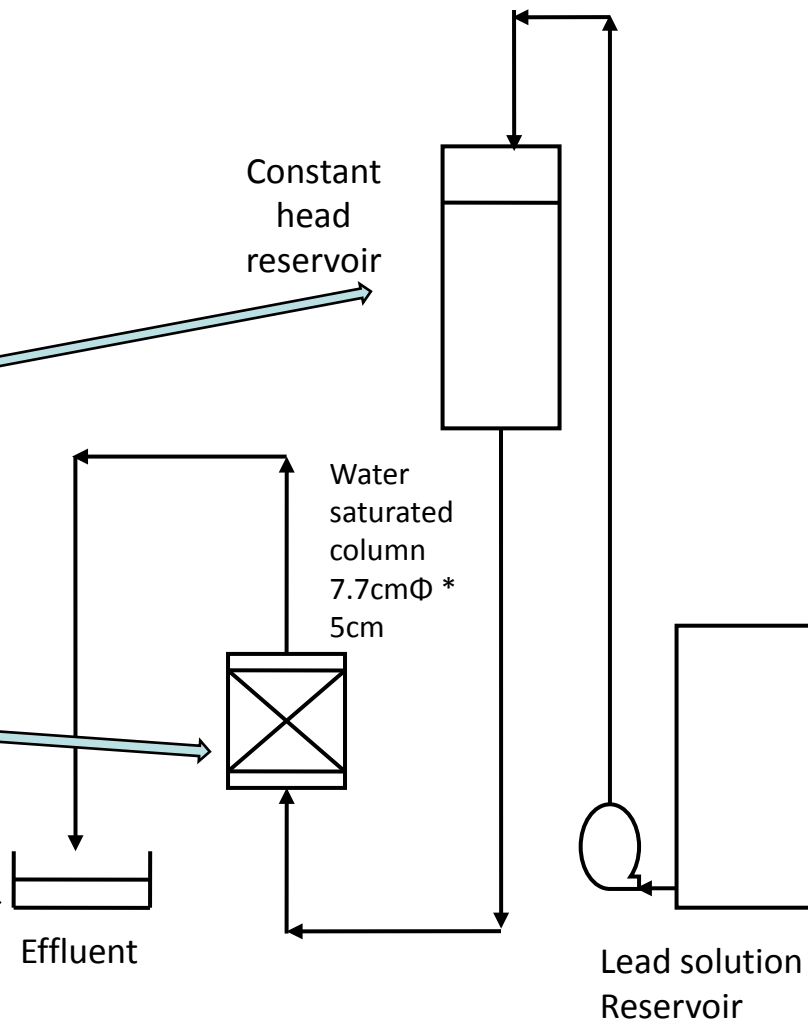 Constant
head
reservoir
Water
saturated
column
7.7cmΦ *
5cm
Effluent
Lead solution
Reservoir